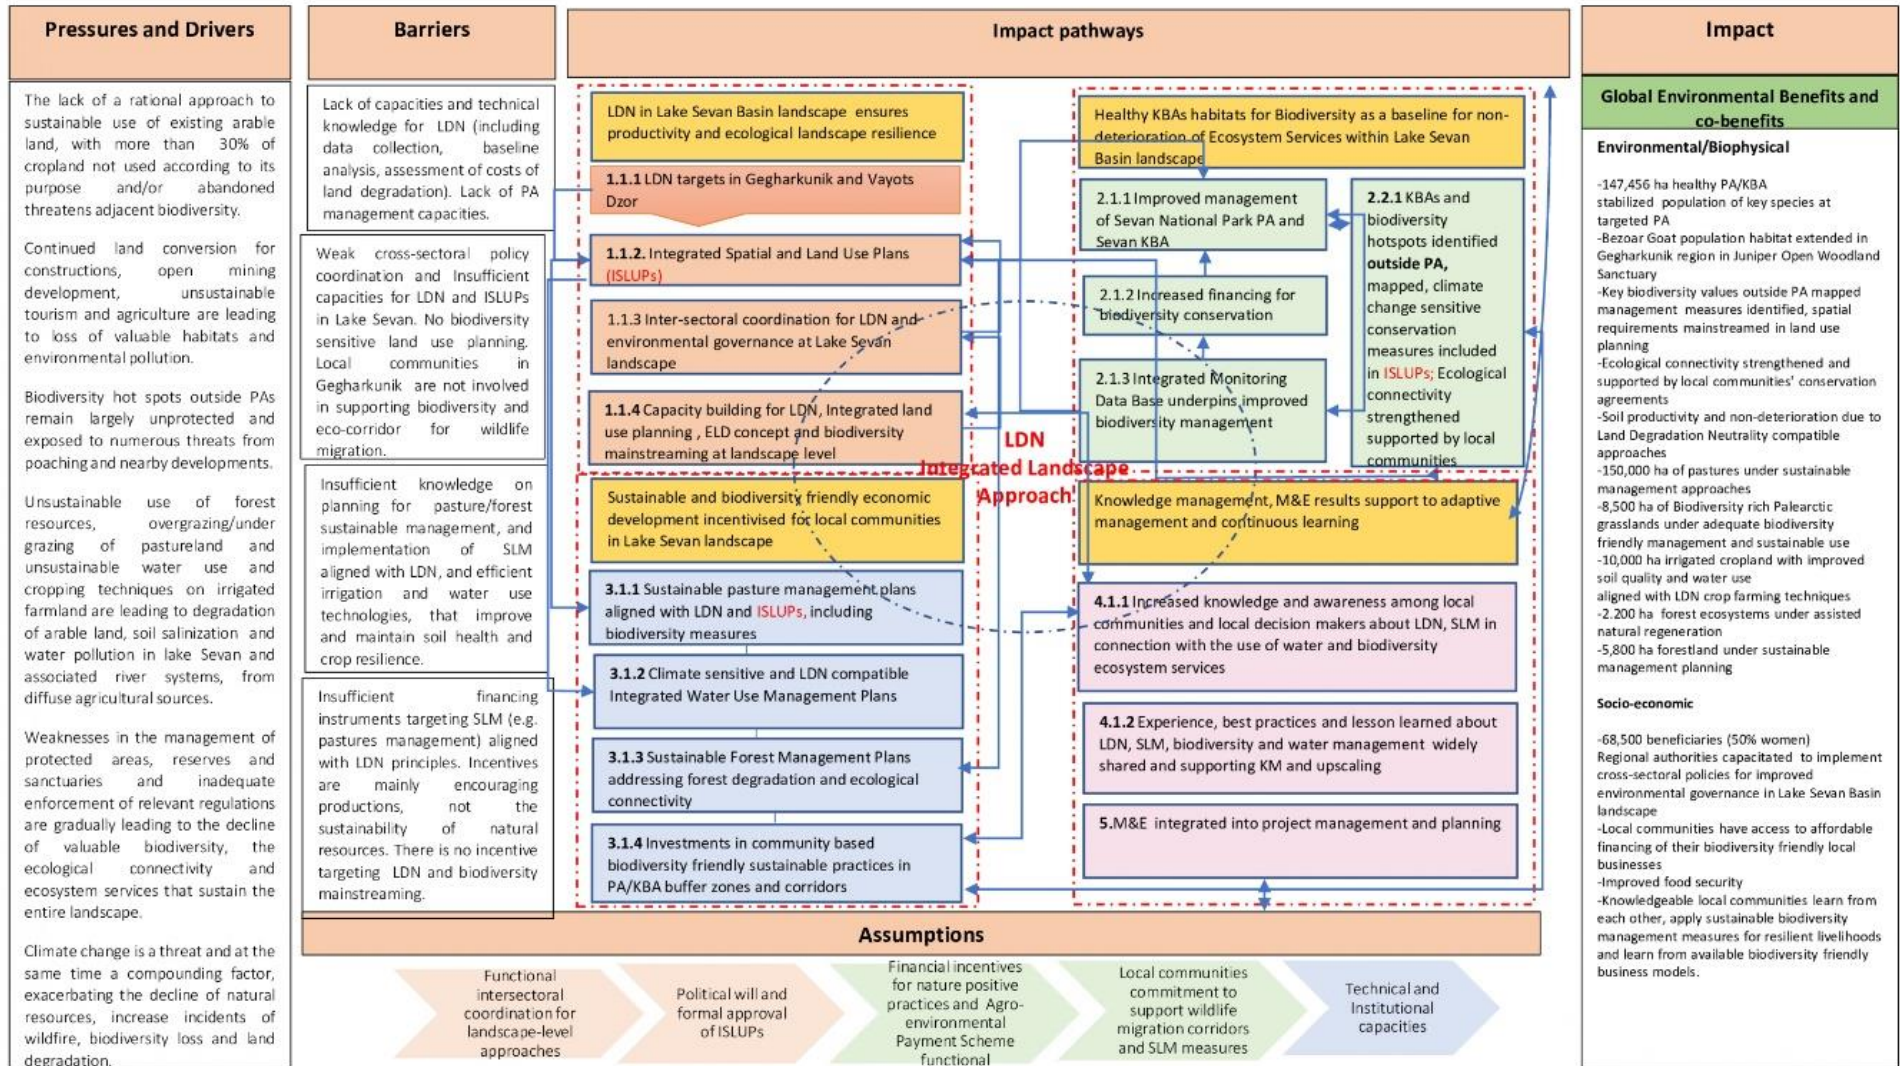 Pressures and Drivers
The lack of a rational approach to
sustainable use of existing arable
land, with more than 30% of
cropland not used according to its
purpose and/or abandoned
threatens adjacent biodiversity.
Continued land conversion for
constructions, open mining
development, unsustainable
tourism and agriculture are leading
to loss of valuable habitats and
environmental pollution.
Biodiversity hot spots outside PAs
remain largely unprotected and
exposed to numerous threats from
poaching and nearby developments.
Unsustainable use of forest
resources, overgrazing/under
grazing of pastureland and
unsustainable water use and
cropping techniques on irrigated
farmland are leading to degradation
of arable land, soil salinization and
water pollution in lake Sevan and
associated river systems, from
diffuse agricultural sources.
Weaknesses in the management of
protected areas, reserves and
sanctuaries and inadequate
enforcement of relevant regulations
are gradually leading to the decline
of valuable biodiversity, the
ecological connectivity and
ecosystem services that sustain the
entire landscape.
Climate change is a threat and at the
same time a compounding factor,
exacerbating the decline of natural
resources, increase incidents of
wildfire, biodiversity loss and land
degradation.
Barriers
Lack of capacities and technical
knowledge for LDN (including
data collection, baseline
analysis, assessment of costs of
land degradation). Lack of PA
management capacities.
Weak cross-sectoral policy
coordination and Insufficient
capacities for LDN and ISLUPs
in Lake Sevan. No biodiversity
sensitive land use planning.
Local communities in
Gegharkunik are not involved
in supporting biodiversity and
eco-corridor for wildlife
migration.
Insufficient knowledge on
planning for pasture/forest
sustainable management, and
implementation of SLM
aligned with LDN, and efficient
irrigation and water use
technologies, that improve
and maintain soil health and
crop resilience.
Insufficient financing
instruments targeting SLM (e.g.
pastures management) aligned
with LDN principles. Incentives
are mainly encouraging
productions, not the
sustainability of natural
resources. There is no incentive
targeting LDN and biodiversity
mainstreaming.
Impact pathways
LDN in Lake Sevan Basin landscape ensures
productivity and ecological landscape resilience
1.1.1 LDN targets in Gegharkunik and Vayots
Dzor
1.1.2. Integrated Spatial and Land Use Plans
(ISLUPs)
1.1.3 Inter-sectoral coordination for LDN and
environmental governance at Lake Sevan
landscape
1.1.4 Capacity building for LDN, Integrated land
use planning , ELD concept and biodiversity
mainstreaming at landscape level
Sustainable and biodiversity friendly economic
development incentivised for local communities
in Lake Sevan landscape
3.1.1 Sustainable pasture management plans
aligned with LDN and ISLUPs, including
biodiversity measures
3.1.2 Climate sensitive and LDN compatible
Integrated Water Use Management Plans
3.1.3 Sustainable Forest Management Plans
addressing forest degradation and ecological
connectivity
3.1.4 Investments in community based
biodiversity friendly sustainable practices in
PA/KBA buffer zones and corridors
LDN
Integrated Landscape
Approach
Healthy KBAs habitats for Biodiversity as a baseline for non-
deterioration of Ecosystem Services within Lake Sevan
Basin landscape
2.1.1 Improved management
of Sevan National Park PA and
Sevan KBA
2.1.2 Increased financing for
biodiversity conservation
2.1.3 Integrated Monitoring
Data Base underpins improved
biodiversity management
2.2.1 KBAs and
biodiversity
hotspots identified
outside PA,
mapped, climate
change sensitive
conservation
measures included
in ISLUPs; Ecological
connectivity
strengthened
supported by local
communities
Knowledge management, M&E results support to adaptive
management and continuous learning
4.1.1 Increased knowledge and awareness among local
communities and local decision makers about LDN, SLM in
connection with the use of water and biodiversity
ecosystem services
4.1.2 Experience, best practices and lesson learned about
LDN, SLM, biodiversity and water management widely
shared and supporting KM and upscaling
5.M&E integrated into project management and planning
Assumptions
Functional
intersectoral
coordination for
landscape-level
approaches
Political will and
formal approval
of ISLUPs
Financial incentives
for nature positive
practices and Agro-
environmental
Payment Scheme
functional
Local communities
commitment to
support wildlife
migration corridors
and SLM measures
Technical and
Institutional
capacities
Impact
Global Environmental Benefits and
co-benefits
Environmental/Biophysical
-147,456 ha healthy PA/KBA
stabilized population of key species at
targeted PA
-Bezoar Goat population habitat extended in
Gegharkunik region in Juniper Open Woodland
Sanctuary
-Key biodiversity values outside PA mapped
management measures identified, spatial
requirements mainstreamed in land use
planning
-Ecological connectivity strengthened and
supported by local communities' conservation
agreements
-Soil productivity and non-deterioration due to
Land Degradation Neutrality compatible
approaches
-150,000 ha of pastures under sustainable
management approaches
-8,500 ha of Biodiversity rich Palearctic
grasslands under adequate biodiversity
friendly management and sustainable use
-10,000 ha irrigated cropland with improved
soil quality and water use
aligned with LDN crop farming techniques
-2.200 ha forest ecosystems under assisted
natural regeneration
-5,800 ha forestland under sustainable
management planning
Socio-economic
-68,500 beneficiaries (50% women)
Regional authorities capacitated to implement
cross-sectoral policies for improved
environmental governance in Lake Sevan Basin
landscape
-Local communities have access to affordable
financing of their biodiversity friendly local
businesses
-Improved food security
-Knowledgeable local communities learn from
each other, apply sustainable biodiversity
management measures for resilient livelihoods
and learn from available biodiversity friendly
business models.